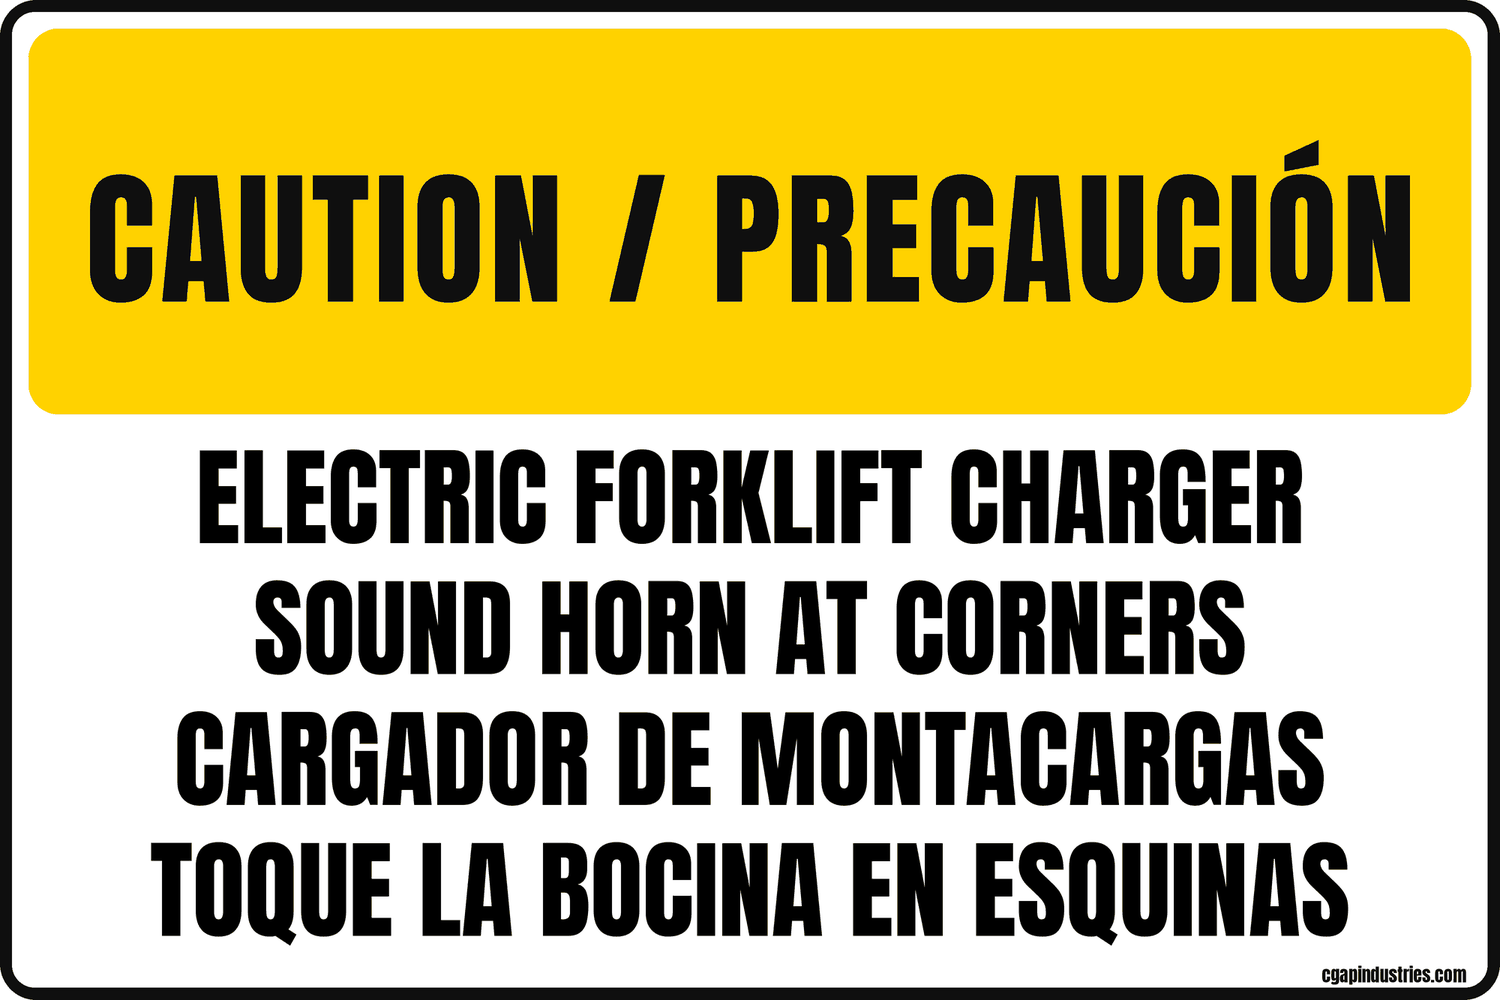 CAUTION / PRECAUCIÓN
ELECTRIC FORKLIFT CHARGER
SOUND HORN AT CORNERS
CARGADOR DE MONTACARGAS
TOQUE LA BOCINA EN ESQUINAS
cgapindustries.com